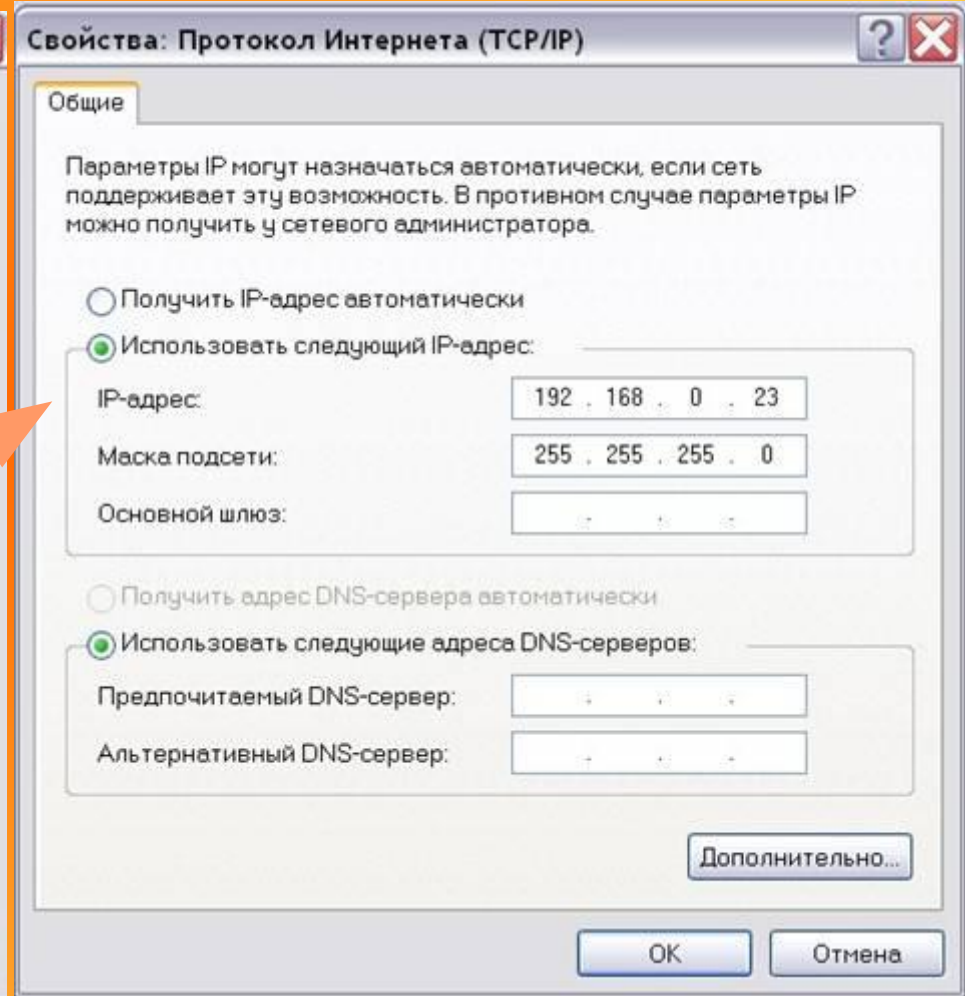 Свойства: Протокол Интернета (TCP/IP)
Общие
Параметры IP могут назначаться автоматически, если сеть
поддерживает эту возможность. В противном случае параметры IP
можно получить у сетевого администратора.
Получить IP-адрес автоматически
Использовать следующий IP-адрес:
IP-адрес: 192 . 168 . 0 . 23
Маска подсети: 255 . 255 . 255 . 0
Основной шлюз: . . .
Получить адрес DNS-сервера автоматически
Использовать следующие адреса DNS-серверов:
Предпочитаемый DNS-сервер: . . .
Альтернативный DNS-сервер: . . .
Дополнительно...
OK Отмена